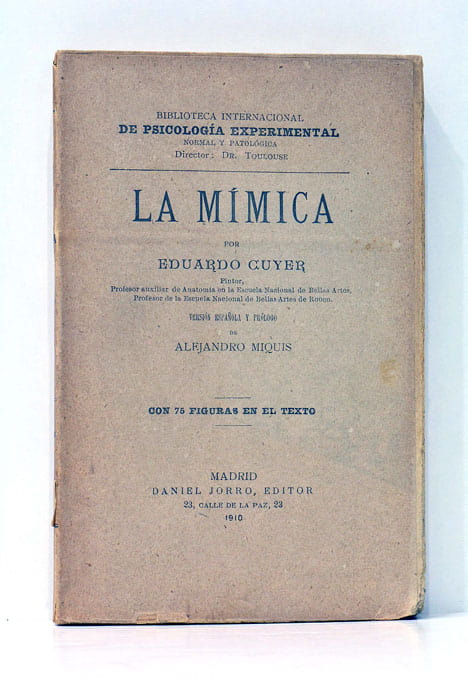 BIBLIOTECA INTERNACIONAL
DE PSICOLOGÍA EXPERIMENTAL
NORMAL Y PATOLÓGICA
Director: DR. TOULOUSE
LA MÍMICA
POR
EDUARDO CUYER
Pintor,
Profesor auxiliar de Anatomía en la Escuela Nacional de Bellas Artes,
Profesor de la Escuela Nacional de Bellas Artes de Rouen.
VERSIÓN ESPAÑOLA Y PRÓLOGO
DE
ALEJANDRO MIQUIS
CON 75 FIGURAS EN EL TEXTO
MADRID
DANIEL JORRO, EDITOR
23, CALLE DE LA PAZ, 23
1910